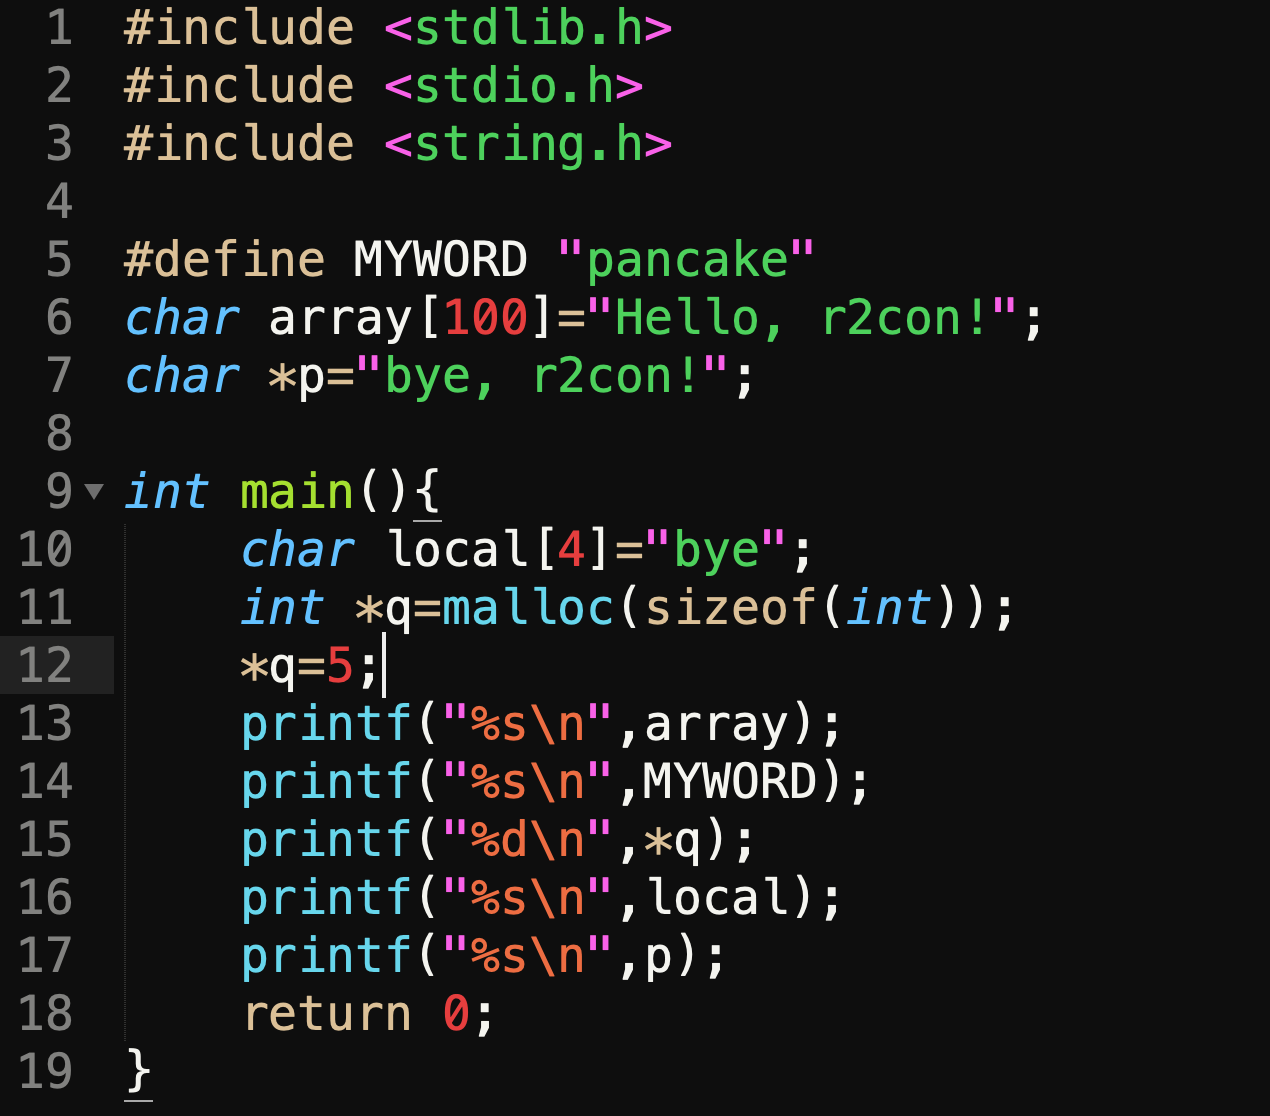 1 #include <stdlib.h>
2 #include <stdio.h>
3 #include <string.h>
4
5 #define MYWORD "pancake"
6 char array[100]="Hello, r2con!";
7 char *p="bye, r2con!";
8
9 int main(){
10     char local[4]="bye";
11     int *q=malloc(sizeof(int));
12     *q=5;
13     printf("%s\n",array);
14     printf("%s\n",MYWORD);
15     printf("%d\n",*q);
16     printf("%s\n",local);
17     printf("%s\n",p);
18     return 0;
19 }